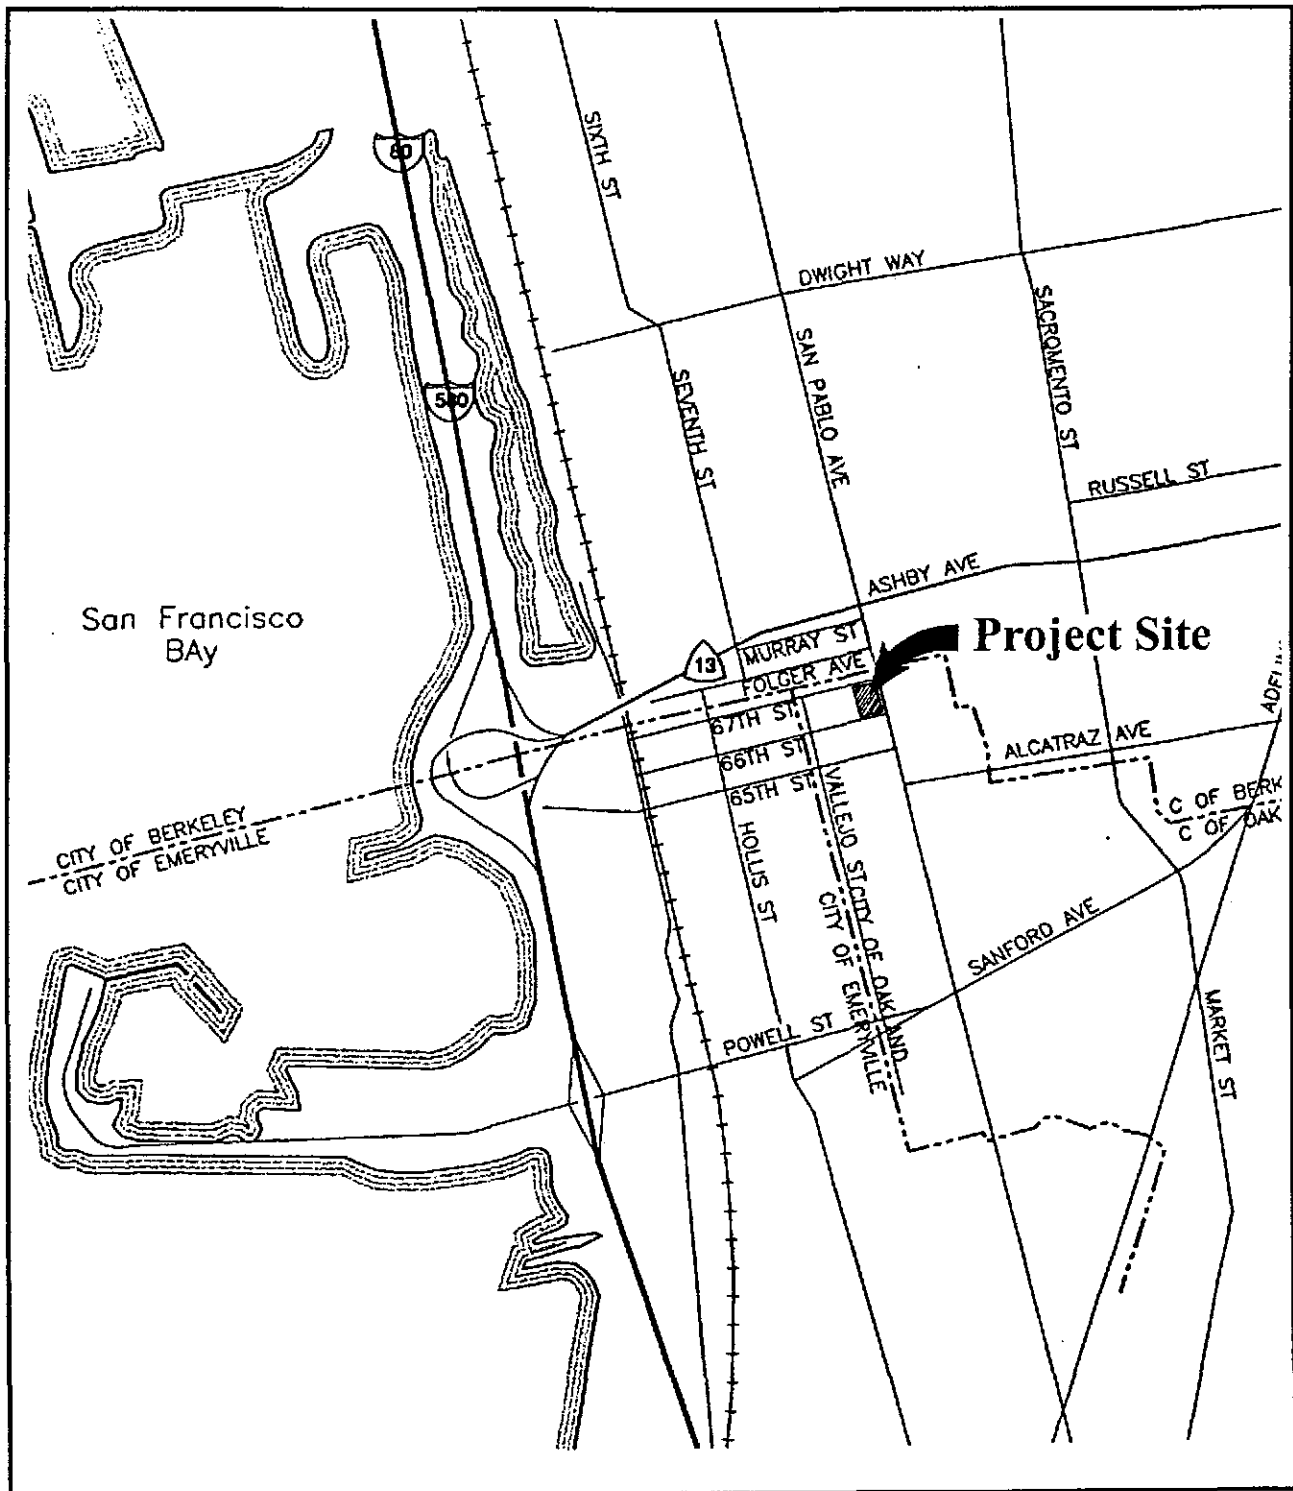 80
SIXTH ST
DWIGHT WAY
580
SACROMENTO ST
SAN PABLO AVE
SEVENTH ST
RUSSELL ST
ASHBY AVE
San Francisco
BAy
Project Site
MURRAY ST
13
FOLGER AVE
67TH ST
66TH ST
65TH ST
ALCATRAZ AVE
C OF BERK
C OF OAK
CITY OF BERKELEY
CITY OF EMERYVILLE
VALLEJO ST
HOLLIS ST
CITY OF OAKLAND
CITY OF EMERYVILLE
SANFORD AVE
POWELL ST
MARKET ST